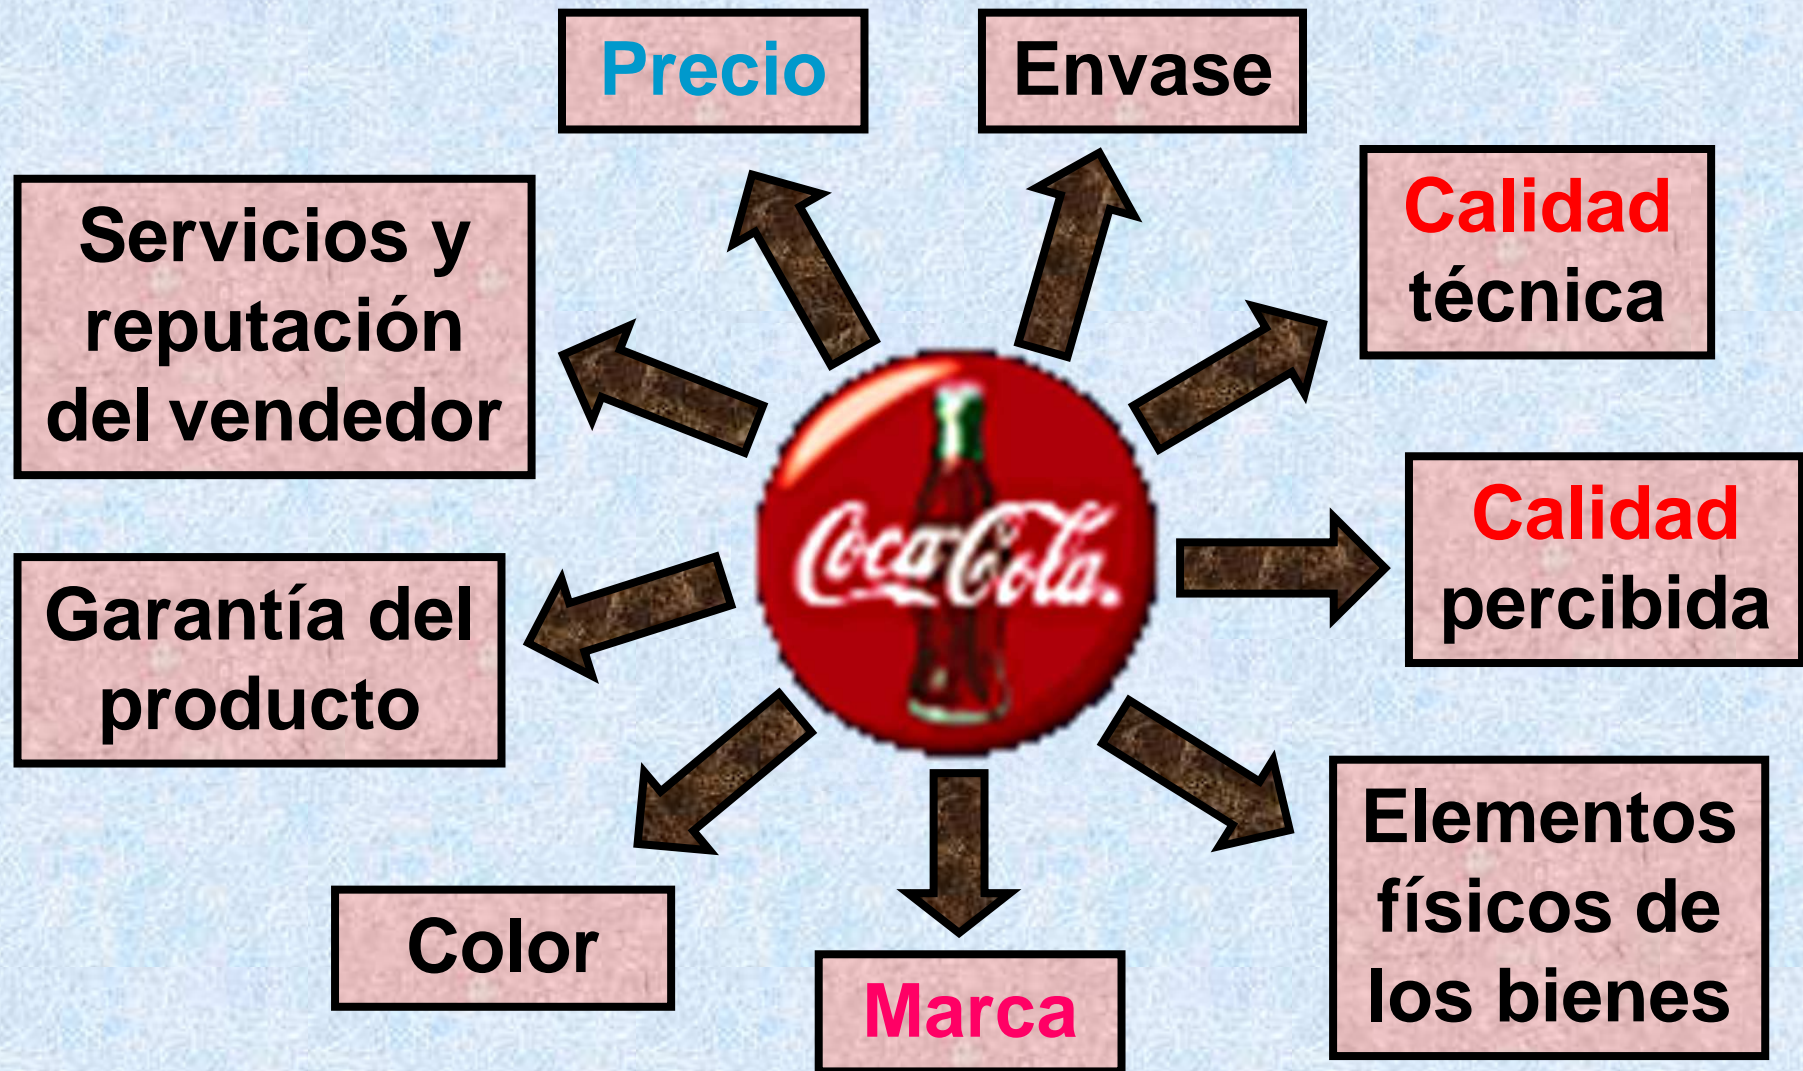 Precio
Envase
Calidad
técnica
Servicios y
reputación
del vendedor
Coca-Cola.
Calidad
percibida
Garantía del
producto
Elementos
físicos de
los bienes
Color
Marca